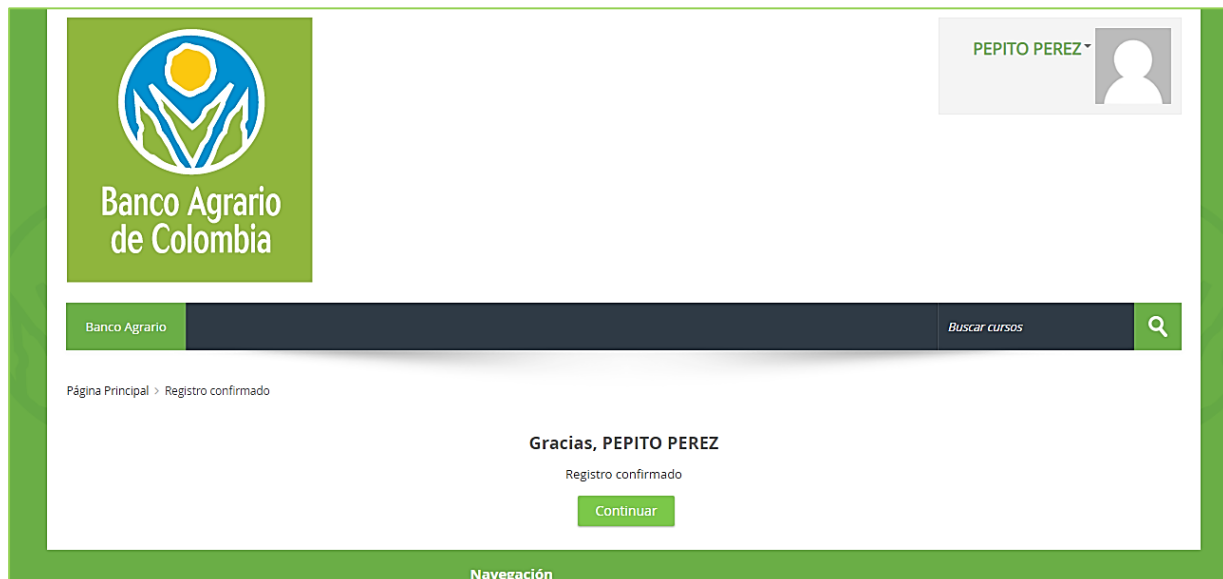 PEPITO PEREZ
Banco Agrario
de Colombia
Banco Agrario
Buscar cursos
Página Principal > Registro confirmado
Gracias, PEPITO PEREZ
Registro confirmado
Continuar
Navegación